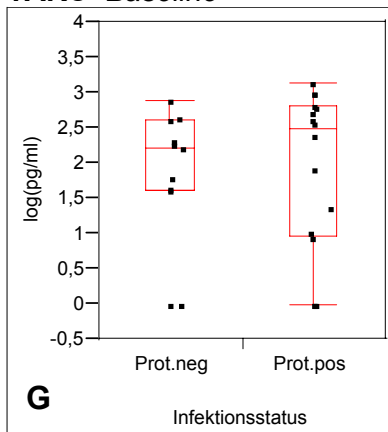 Baseline
4
3,5
3
2,5
2
1,5
1
0,5
0
-0,5
log(pg/ml)
Prot.neg Prot.pos
G
Infektionsstatus